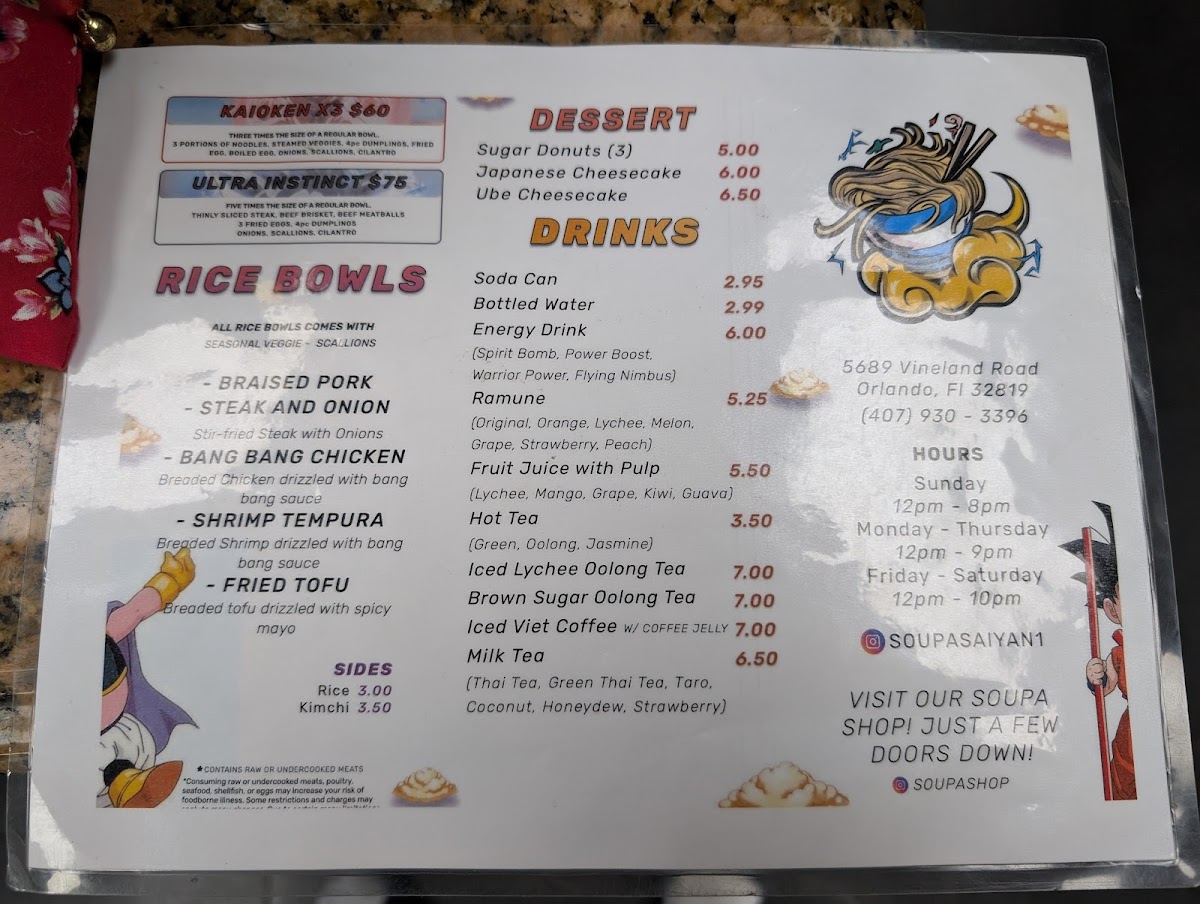 KAIOKEN X3 $60
THREE TIMES THE SIZE OF A REGULAR BOWL.
3 PORTIONS OF NOODLES, STEAMED VEGGIES, 4pc DUMPLINGS, FRIED
EGG, BOILED EGG, ONIONS, SCALLIONS, CILANTRO
ULTRA INSTINCT $75
FIVE TIMES THE SIZE OF A REGULAR BOWL.
THINLY SLICED STEAK, BEEF BRISKET, BEEF MEATBALLS
3 FRIED EGGS, 4pc DUMPLINGS
ONIONS, SCALLIONS, CILANTRO
RICE BOWLS
ALL RICE BOWLS COMES WITH
SEASONAL VEGGIE - SCALLIONS
- BRAISED PORK
- STEAK AND ONION
Stir-fried Steak with Onions
- BANG BANG CHICKEN
Breaded Chicken drizzled with bang
bang sauce
- SHRIMP TEMPURA
Breaded Shrimp drizzled with bang
bang sauce
- FRIED TOFU
Breaded tofu drizzled with spicy
mayo
SIDES
Rice 3.00
Kimchi 3.50
★CONTAINS RAW OR UNDERCOOKED MEATS
*Consuming raw or undercooked meats, poultry,
seafood, shellfish, or eggs may increase your risk of
foodborne illness. Some restrictions and charges may
DESSERT
Sugar Donuts (3) 5.00
Japanese Cheesecake 6.00
Ube Cheesecake 6.50
DRINKS
Soda Can 2.95
Bottled Water 2.99
Energy Drink 6.00
(Spirit Bomb, Power Boost,
Warrior Power, Flying Nimbus)
Ramune 5.25
(Original, Orange, Lychee, Melon,
Grape, Strawberry, Peach)
Fruit Juice with Pulp 5.50
(Lychee, Mango, Grape, Kiwi, Guava)
Hot Tea 3.50
(Green, Oolong, Jasmine)
Iced Lychee Oolong Tea 7.00
Brown Sugar Oolong Tea 7.00
Iced Viet Coffee W/ COFFEE JELLY 7.00
Milk Tea 6.50
(Thai Tea, Green Thai Tea, Taro,
Coconut, Honeydew, Strawberry)
5689 Vineland Road
Orlando, Fl 32819
(407) 930 - 3396
HOURS
Sunday
12pm - 8pm
Monday - Thursday
12pm - 9pm
Friday - Saturday
12pm - 10pm
SOUPASAIYAN1
VISIT OUR SOUPA
SHOP! JUST A FEW
DOORS DOWN!
SOUPASHOP